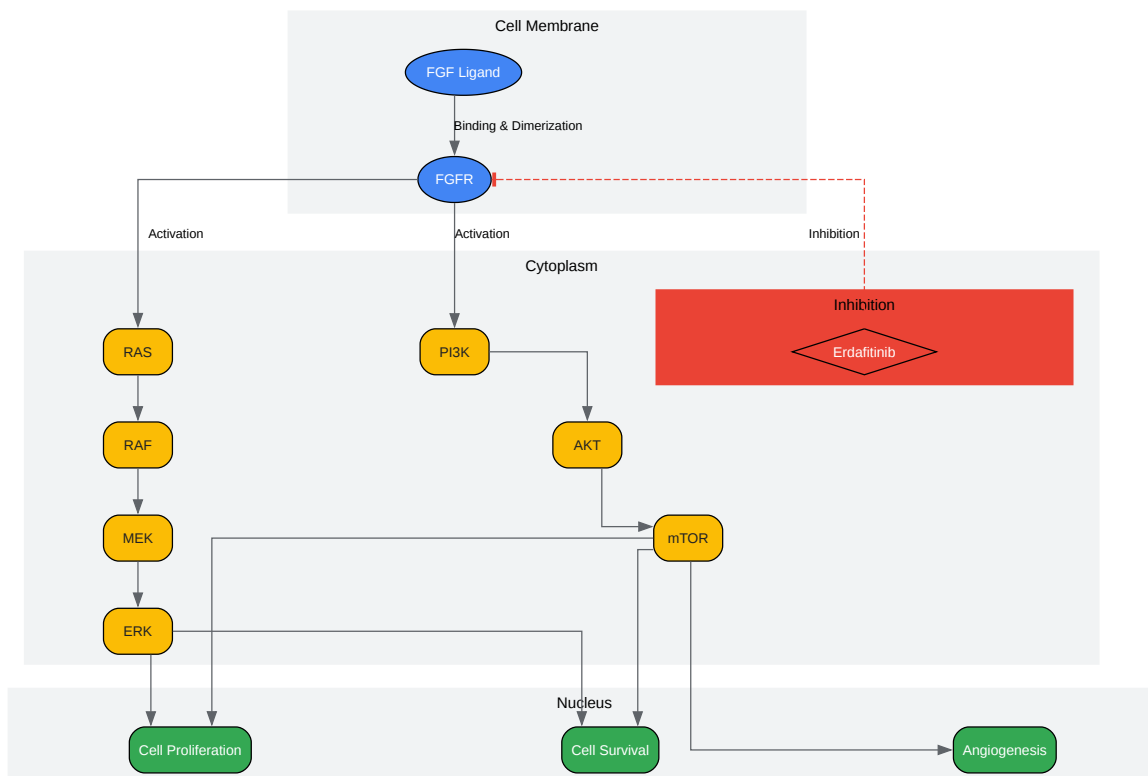 Cell Membrane
FGF Ligand
Binding & Dimerization
FGFR
Activation
Activation
Inhibition
Cytoplasm
Inhibition
RAS
PI3K
Erdafitinib
RAF
AKT
MEK
mTOR
ERK
Nucleus
Cell Proliferation
Cell Survival
Angiogenesis